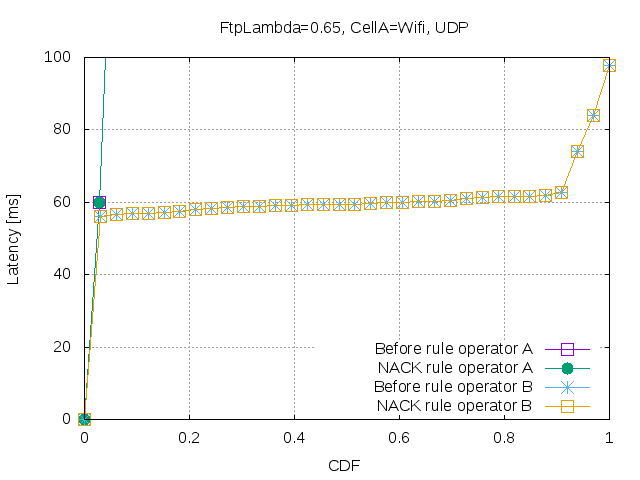 FtpLambda=0.65, CellA=Wifi, UDP
100
80
60
40
20
0
Latency [ms]
Before rule operator A
NACK rule operator A
Before rule operator B
NACK rule operator B
0 0.2 0.4 0.6 0.8 1
CDF